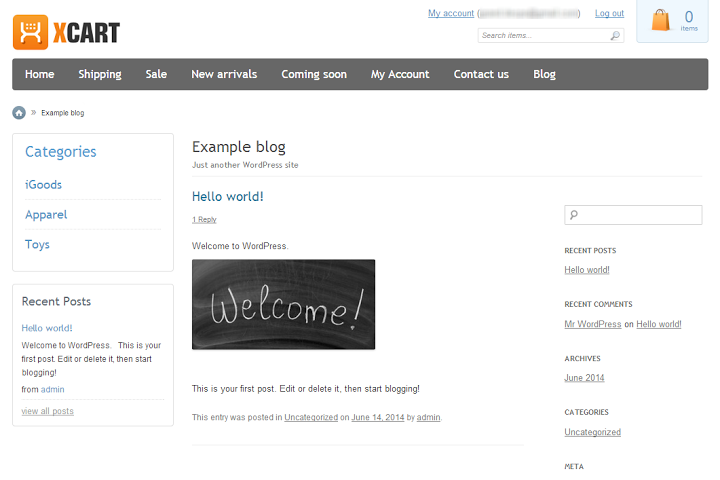 XCART
My account ( ) Log out
Search items...
0
items
Home Shipping Sale New arrivals Coming soon My Account Contact us Blog
» Example blog
Categories
iGoods
Apparel
Toys
Recent Posts
Hello world!
Welcome to WordPress. This is your
first post. Edit or delete it, then start
blogging!
from admin
view all posts
Example blog
Just another WordPress site
Hello world!
1 Reply
Welcome to WordPress.
Welcome!
This is your first post. Edit or delete it, then start blogging!
This entry was posted in Uncategorized on June 14, 2014 by admin.
RECENT POSTS
Hello world!
RECENT COMMENTS
Mr WordPress on Hello world!
ARCHIVES
June 2014
CATEGORIES
Uncategorized
META